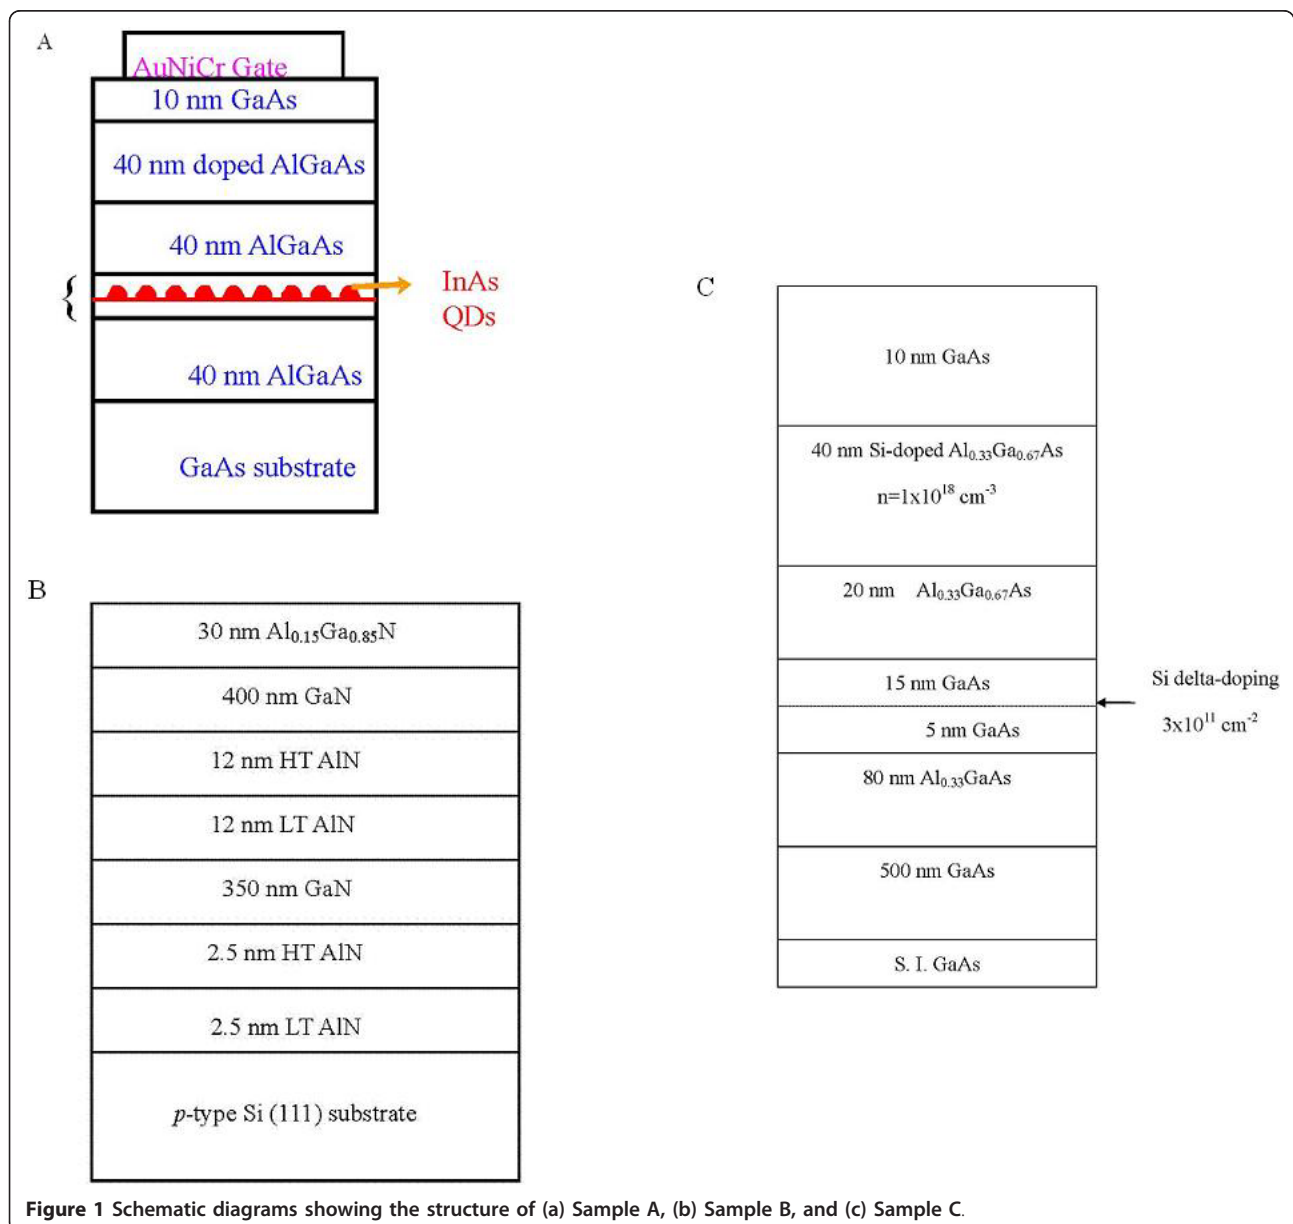 A
AuNiCr Gate
10 nm GaAs
40 nm doped AlGaAs
40 nm AlGaAs
{
InAs
QDs
40 nm AlGaAs
GaAs substrate
B
30 nm Al₀.₁₅Ga₀.₈₅N
400 nm GaN
12 nm HT AlN
12 nm LT AlN
350 nm GaN
2.5 nm HT AlN
2.5 nm LT AlN
p-type Si (111) substrate
C
10 nm GaAs
40 nm Si-doped Al₀.₃₃Ga₀.₆₇As
n=1x10¹⁸ cm⁻³
20 nm Al₀.₃₃Ga₀.₆₇As
15 nm GaAs
Si delta-doping
3x10¹¹ cm⁻²
5 nm GaAs
80 nm Al₀.₃₃GaAs
500 nm GaAs
S. I. GaAs
Figure 1 Schematic diagrams showing the structure of (a) Sample A, (b) Sample B, and (c) Sample C.